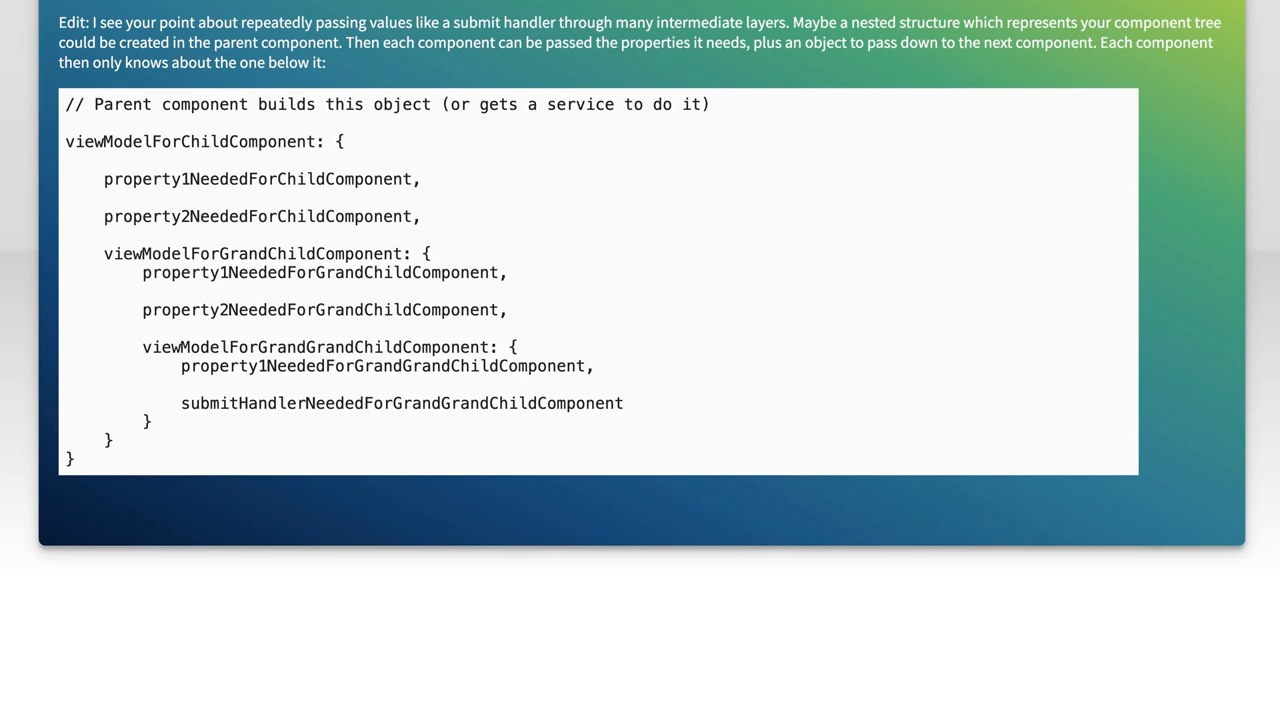 Edit: I see your point about repeatedly passing values like a submit handler through many intermediate layers. Maybe a nested structure which represents your component tree
could be created in the parent component. Then each component can be passed the properties it needs, plus an object to pass down to the next component. Each component
then only knows about the one below it:
// Parent component builds this object (or gets a service to do it)
viewModelForChildComponent: {
property1NeededForChildComponent,
property2NeededForChildComponent,
viewModelForGrandChildComponent: {
property1NeededForGrandChildComponent,
property2NeededForGrandChildComponent,
viewModelForGrandGrandChildComponent: {
property1NeededForGrandGrandChildComponent,
submitHandlerNeededForGrandGrandChildComponent
}
}
}